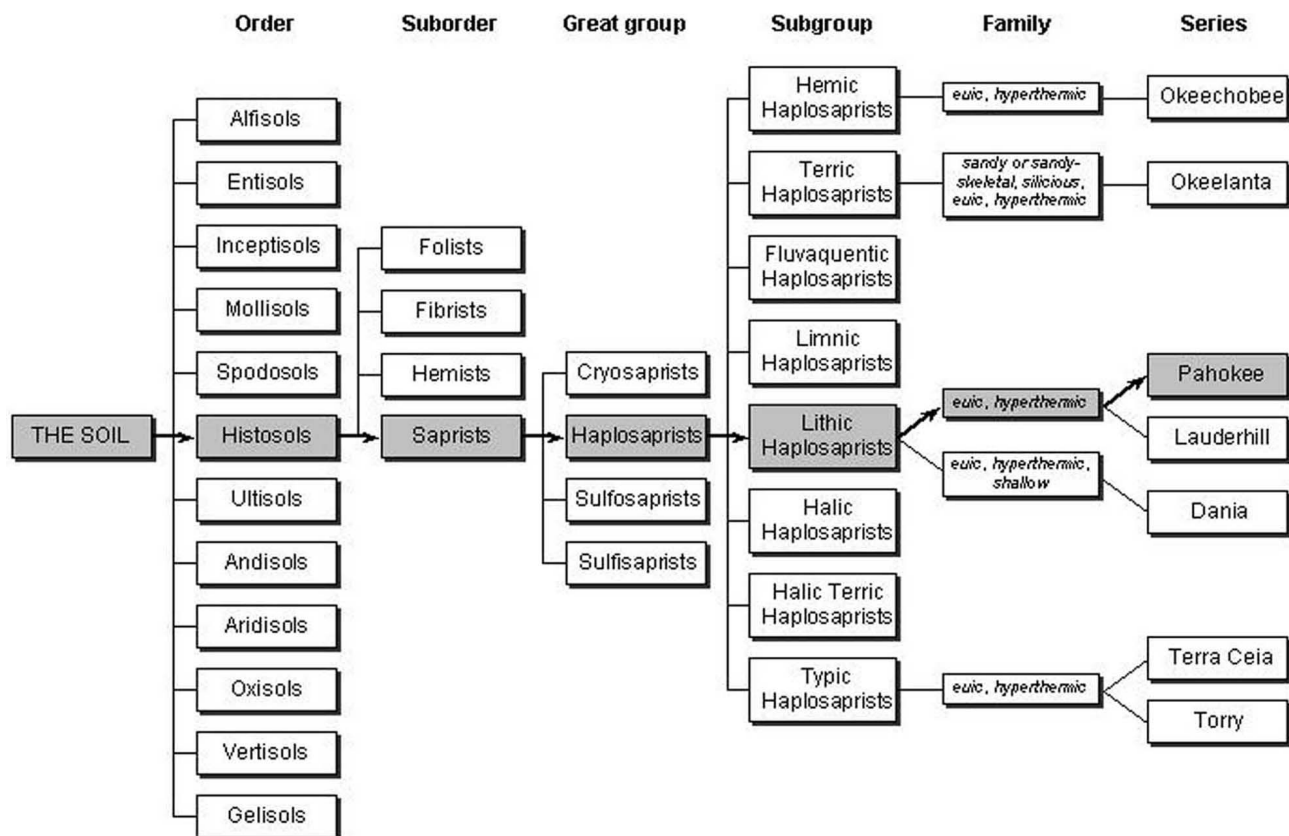 Order
Suborder
Great group
Subgroup
Family
Series
THE SOIL
Alfisols
Entisols
Inceptisols
Mollisols
Spodosols
Histosols
Ultisols
Andisols
Aridisols
Oxisols
Vertisols
Gelisols
Folists
Fibrists
Hemists
Saprists
Cryosaprists
Haplosaprists
Sulfosaprists
Sulfisaprists
Hemic
Haplosaprists
Terric
Haplosaprists
Fluvaquentic
Haplosaprists
Limnic
Haplosaprists
Lithic
Haplosaprists
Halic
Haplosaprists
Halic Terric
Haplosaprists
Typic
Haplosaprists
euic, hyperthermic
sandy or sandy-
skeletal, silicious,
euic, hyperthermic
euic, hyperthermic
euic, hyperthermic,
shallow
euic, hyperthermic
Okeechobee
Okeelanta
Pahokee
Lauderhill
Dania
Terra Ceia
Torry